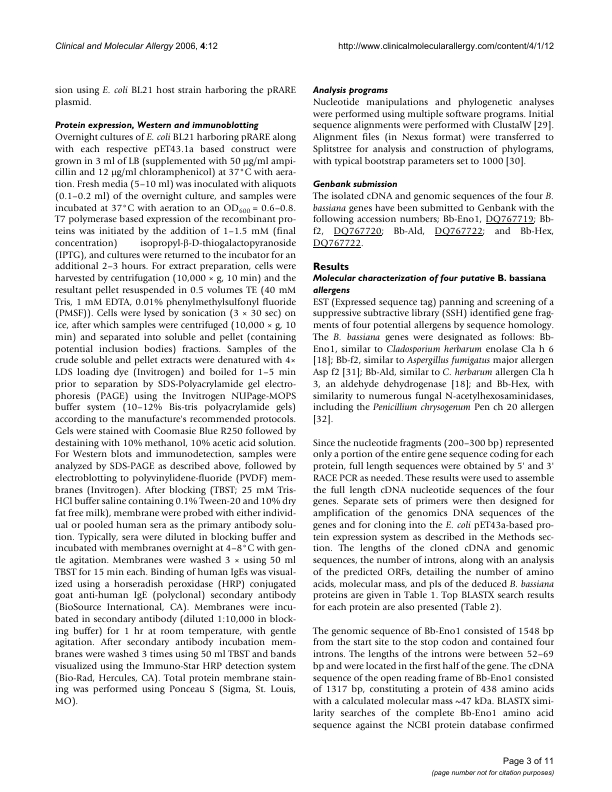 Clinical and Molecular Allergy 2006, 4:12
http://www.clinicalmolecularallergy.com/content/4/1/12
sion using E. coli BL21 host strain harboring the pRARE
plasmid.
Protein expression, Western and immunoblotting
Overnight cultures of E. coli BL21 harboring pRARE along
with each respective pET43.1a based construct were
grown in 3 ml of LB (supplemented with 50 μg/ml ampi-
cillin and 12 μg/ml chloramphenicol) at 37°C with aera-
tion. Fresh media (5–10 ml) was inoculated with aliquots
(0.1–0.2 ml) of the overnight culture, and samples were
incubated at 37°C with aeration to an OD600 = 0.6–0.8.
T7 polymerase based expression of the recombinant pro-
teins was initiated by the addition of 1–1.5 mM (final
concentration) isopropyl-β-D-thiogalactopyranoside
(IPTG), and cultures were returned to the incubator for an
additional 2–3 hours. For extract preparation, cells were
harvested by centrifugation (10,000 × g, 10 min) and the
resultant pellet resuspended in 0.5 volumes TE (40 mM
Tris, 1 mM EDTA, 0.01% phenylmethylsulfonyl fluoride
(PMSF)). Cells were lysed by sonication (3 × 30 sec) on
ice, after which samples were centrifuged (10,000 × g, 10
min) and separated into soluble and pellet (containing
potential inclusion bodies) fractions. Samples of the
crude soluble and pellet extracts were denatured with 4×
LDS loading dye (Invitrogen) and boiled for 1–5 min
prior to separation by SDS-Polyacylamide gel electro-
phoresis (PAGE) using the Invitrogen NUPage-MOPS
buffer system (10–12% Bis-tris polyacrylamide gels)
according to the manufacture's recommended protocols.
Gels were stained with Coomasie Blue R250 followed by
destaining with 10% methanol, 10% acetic acid solution.
For Western blots and immunodetection, samples were
analyzed by SDS-PAGE as described above, followed by
electroblotting to polyvinylidene-fluoride (PVDF) mem-
branes (Invitrogen). After blocking (TBST; 25 mM Tris-
HCl buffer saline containing 0.1% Tween-20 and 10% dry
fat free milk), membrane were probed with either individ-
ual or pooled human sera as the primary antibody solu-
tion. Typically, sera were diluted in blocking buffer and
incubated with membranes overnight at 4–8°C with gen-
tle agitation. Membranes were washed 3 × using 50 ml
TBST for 15 min each. Binding of human IgEs was visual-
ized using a horseradish peroxidase (HRP) conjugated
goat anti-human IgE (polyclonal) secondary antibody
(BioSource International, CA). Membranes were incu-
bated in secondary antibody (diluted 1:10,000 in block-
ing buffer) for 1 hr at room temperature, with gentle
agitation. After secondary antibody incubation mem-
branes were washed 3 times using 50 ml TBST and bands
visualized using the Immuno-Star HRP detection system
(Bio-Rad, Hercules, CA). Total protein membrane stain-
ing was performed using Ponceau S (Sigma, St. Louis,
MO).
Analysis programs
Nucleotide manipulations and phylogenetic analyses
were performed using multiple software programs. Initial
sequence alignments were performed with ClustalW [29].
Alignment files (in Nexus format) were transferred to
Splitstree for analysis and construction of phylograms,
with typical bootstrap parameters set to 1000 [30].
Genbank submission
The isolated cDNA and genomic sequences of the four B.
bassiana genes have been submitted to Genbank with the
following accession numbers; Bb-Eno1, DQ767719; Bb-
f2, DQ767720; Bb-Ald, DQ767722; and Bb-Hex,
DQ767722.
Results
Molecular characterization of four putative B. bassiana
allergens
EST (Expressed sequence tag) panning and screening of a
suppressive subtractive library (SSH) identified gene frag-
ments of four potential allergens by sequence homology.
The B. bassiana genes were designated as follows: Bb-
Eno1, similar to Cladosporium herbarum enolase Cla h 6
[18]; Bb-f2, similar to Aspergillus fumigatus major allergen
Asp f2 [31]; Bb-Ald, similar to C. herbarum allergen Cla h
3, an aldehyde dehydrogenase [18]; and Bb-Hex, with
similarity to numerous fungal N-acetylhexosaminidases,
including the Penicillium chrysogenum Pen ch 20 allergen
[32].
Since the nucleotide fragments (200–300 bp) represented
only a portion of the entire gene sequence coding for each
protein, full length sequences were obtained by 5' and 3'
RACE PCR as needed. These results were used to assemble
the full length cDNA nucleotide sequences of the four
genes. Separate sets of primers were then designed for
amplification of the genomics DNA sequences of the
genes and for cloning into the E. coli pET43a-based pro-
tein expression system as described in the Methods sec-
tion. The lengths of the cloned cDNA and genomic
sequences, the number of introns, along with an analysis
of the predicted ORFs, detailing the number of amino
acids, molecular mass, and pIs of the deduced B. bassiana
proteins are given in Table 1. Top BLASTX search results
for each protein are also presented (Table 2).
The genomic sequence of Bb-Eno1 consisted of 1548 bp
from the start site to the stop codon and contained four
introns. The lengths of the introns were between 52–69
bp and were located in the first half of the gene. The cDNA
sequence of the open reading frame of Bb-Eno1 consisted
of 1317 bp, constituting a protein of 438 amino acids
with a calculated molecular mass ~47 kDa. BLASTX simi-
larity searches of the complete Bb-Eno1 amino acid
sequence against the NCBI protein database confirmed
Page 3 of 11
(page number not for citation purposes)